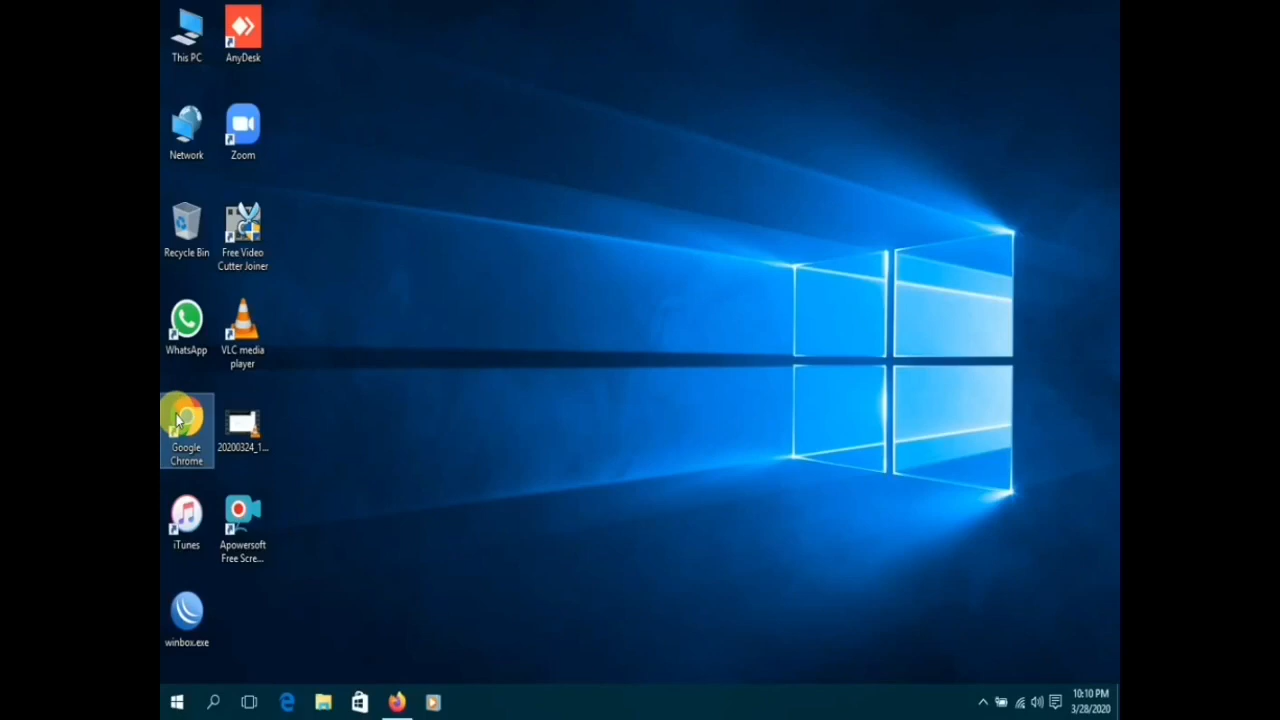 This PC
AnyDesk
Network
Zoom
Recycle Bin
Free Video
Cutter Joiner
WhatsApp
VLC media
player
Google
Chrome
20200324_1...
iTunes
Apowersoft
Free Scre...
winbox.exe
10:10 PM
3/28/2020